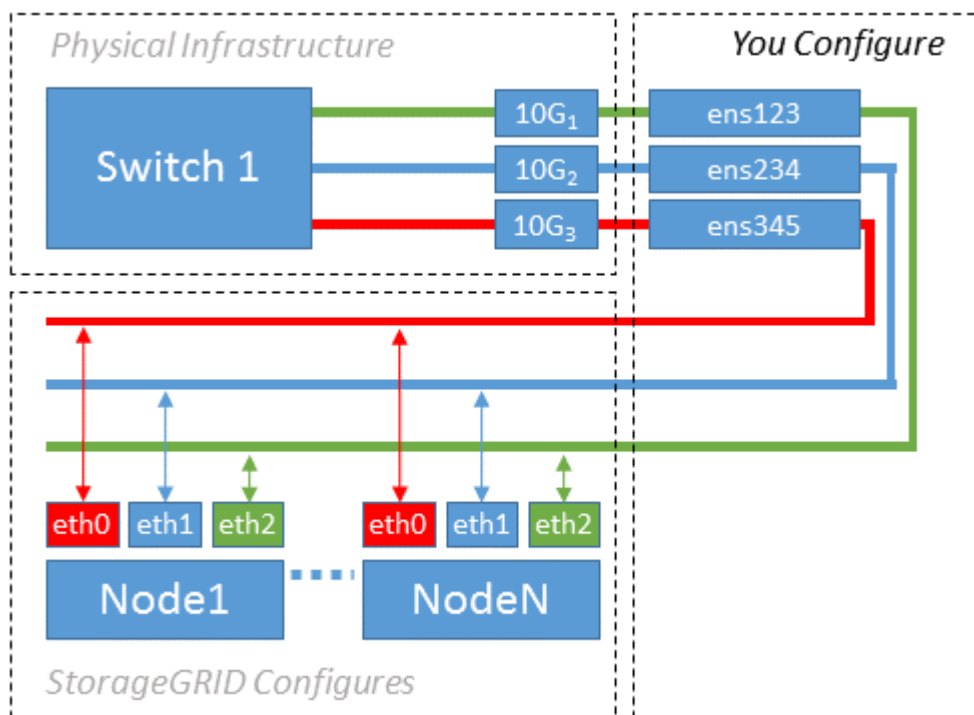 Physical Infrastructure
You Configure
Switch 1
10G₁
ens123
10G₂
ens234
10G₃
ens345
eth0
eth1
eth2
eth0
eth1
eth2
Node1
NodeN
StorageGRID Configures